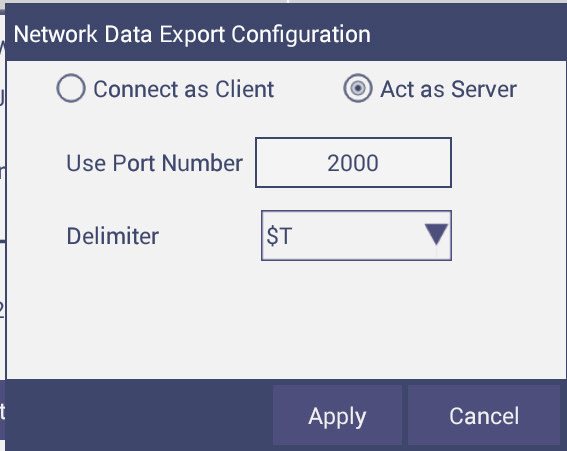 Network Data Export Configuration
Connect as Client Act as Server
Use Port Number 2000
Delimiter $T
Apply Cancel